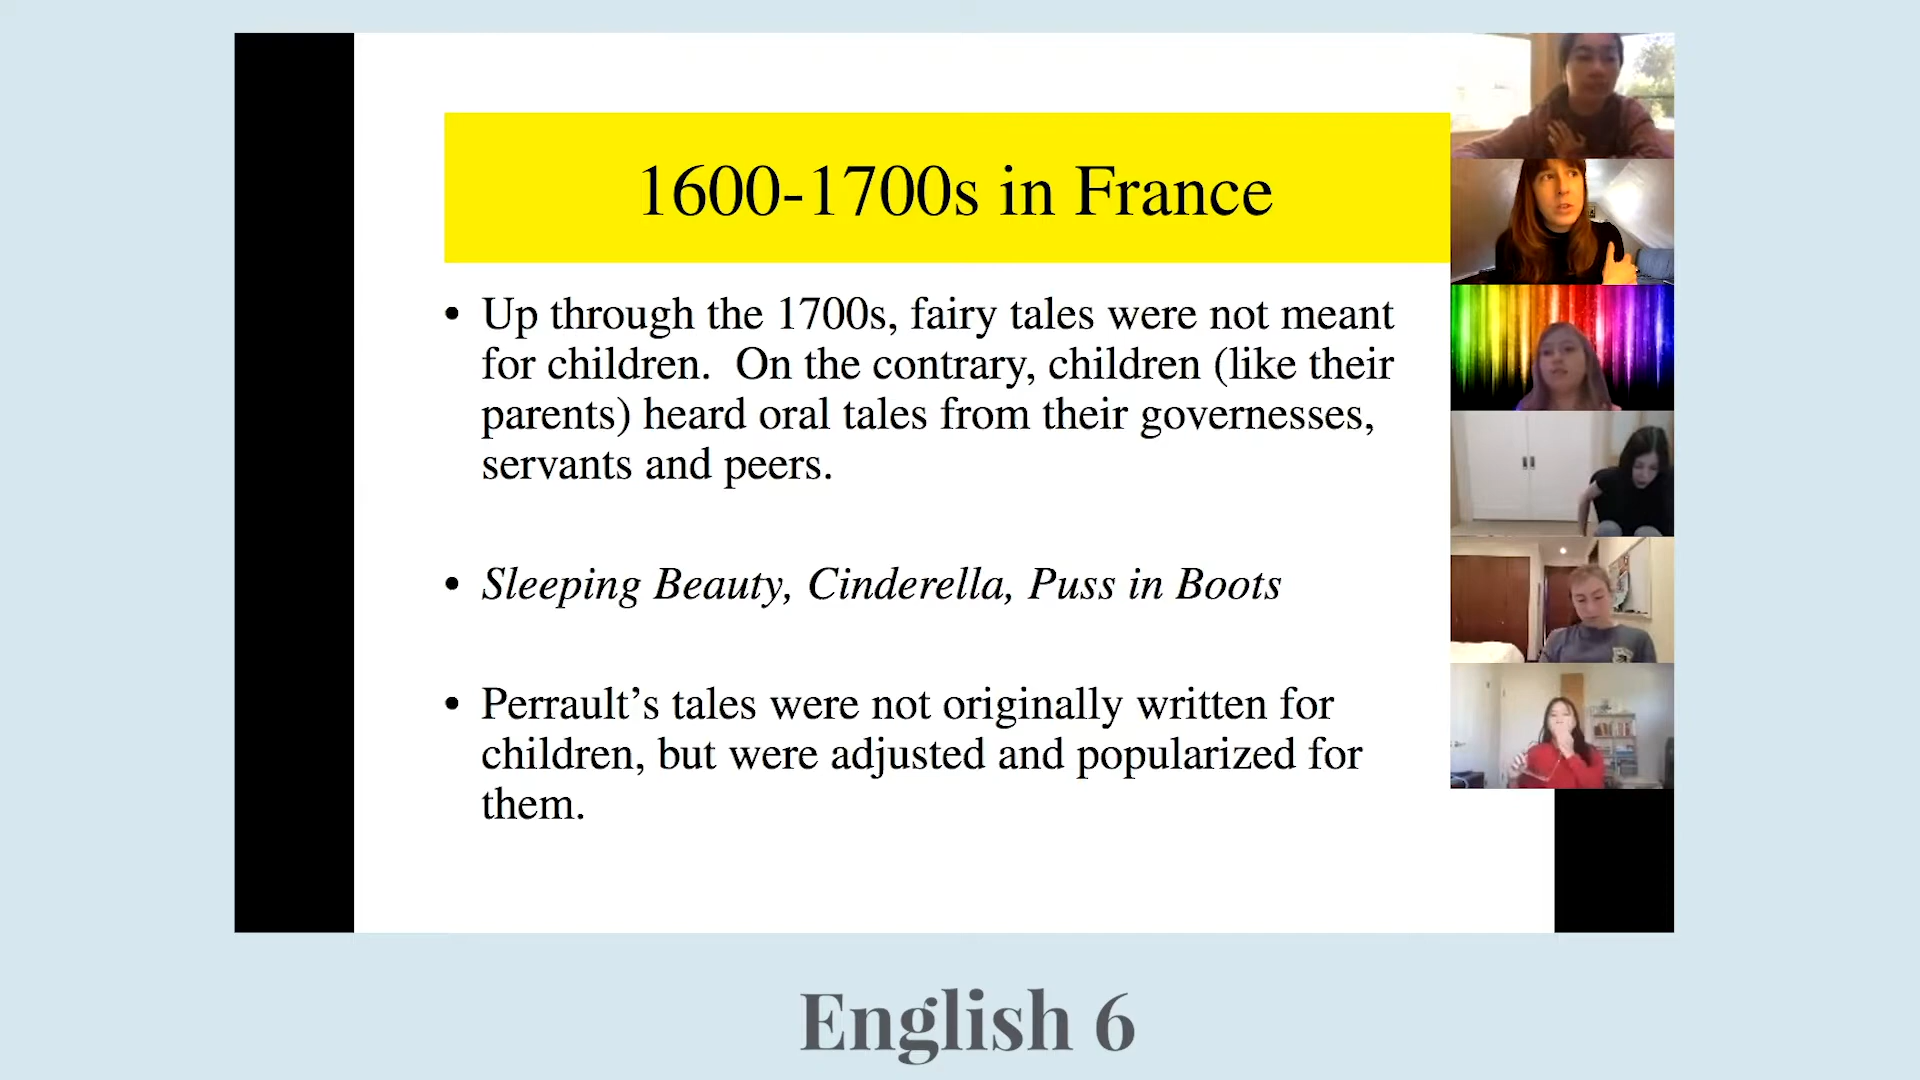 1600-1700s in France
• Up through the 1700s, fairy tales were not meant
for children.  On the contrary, children (like their
parents) heard oral tales from their governesses,
servants and peers.
• Sleeping Beauty, Cinderella, Puss in Boots
• Perrault’s tales were not originally written for
children, but were adjusted and popularized for
them.
English 6